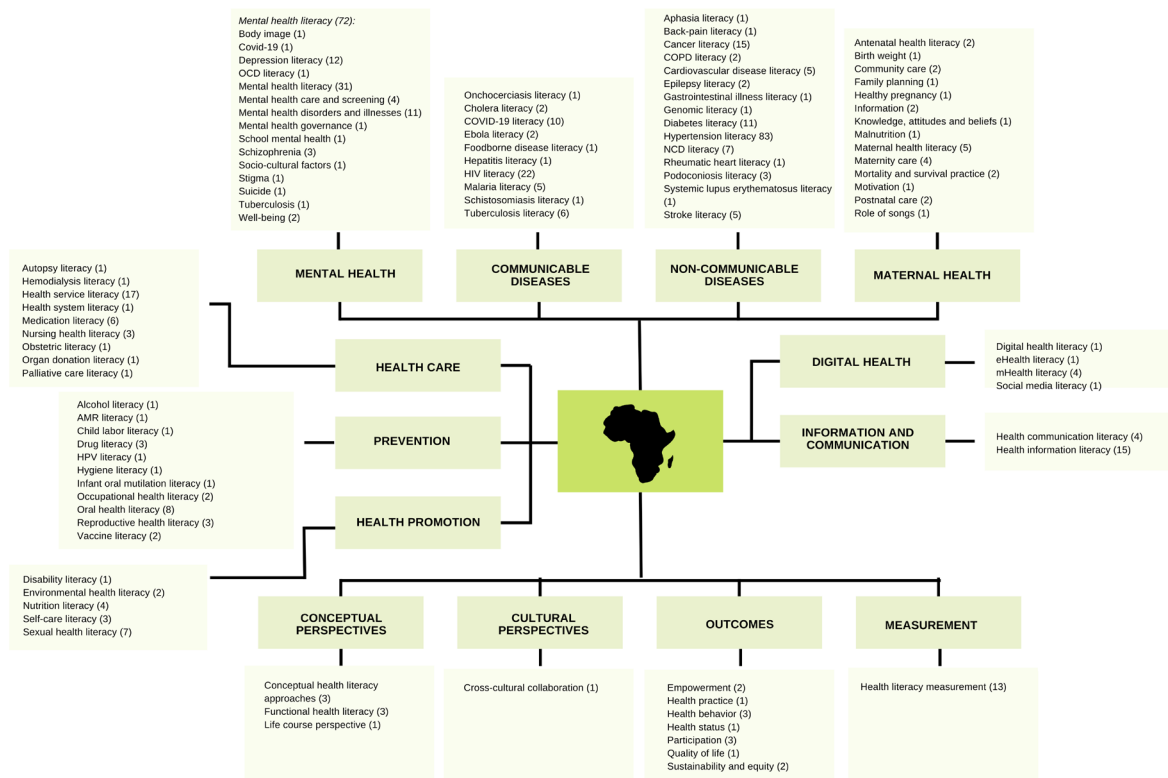 Mental health literacy (72):
Body image (1)
Covid-19 (1)
Depression literacy (12)
OCD literacy (1)
Mental health literacy (31)
Mental health care and screening (4)
Mental health disorders and illnesses (11)
Mental health governance (1)
School mental health (1)
Schizophrenia (3)
Socio-cultural factors (1)
Stigma (1)
Suicide (1)
Tuberculosis (1)
Well-being (2)
Onchocerciasis literacy (1)
Cholera literacy (2)
COVID-19 literacy (10)
Ebola literacy (2)
Foodborne disease literacy (1)
Hepatitis literacy (1)
HIV literacy (22)
Malaria literacy (5)
Schistosomiasis literacy (1)
Tuberculosis literacy (6)
Aphasia literacy (1)
Back-pain literacy (1)
Cancer literacy (15)
COPD literacy (2)
Cardiovascular disease literacy (5)
Epilepsy literacy (2)
Gastrointestinal illness literacy (1)
Genomic literacy (1)
Diabetes literacy (11)
Hypertension literacy 83)
NCD literacy (7)
Rheumatic heart literacy (1)
Podoconiosis literacy (3)
Systemic lupus erythematosus literacy
(1)
Stroke literacy (5)
Antenatal health literacy (2)
Birth weight (1)
Community care (2)
Family planning (1)
Healthy pregnancy (1)
Information (2)
Knowledge, attitudes and beliefs (1)
Malnutrition (1)
Maternal health literacy (5)
Maternity care (4)
Mortality and survival practice (2)
Motivation (1)
Postnatal care (2)
Role of songs (1)
MENTAL HEALTH
COMMUNICABLE
DISEASES
NON-COMMUNICABLE
DISEASES
MATERNAL HEALTH
Autopsy literacy (1)
Hemodialysis literacy (1)
Health service literacy (17)
Health system literacy (1)
Medication literacy (6)
Nursing health literacy (3)
Obstetric literacy (1)
Organ donation literacy (1)
Palliative care literacy (1)
HEALTH CARE
DIGITAL HEALTH
Digital health literacy (1)
eHealth literacy (1)
mHealth literacy (4)
Social media literacy (1)
Alcohol literacy (1)
AMR literacy (1)
Child labor literacy (1)
Drug literacy (3)
HPV literacy (1)
Hygiene literacy (1)
Infant oral mutilation literacy (1)
Occupational health literacy (2)
Oral health literacy (8)
Reproductive health literacy (3)
Vaccine literacy (2)
PREVENTION
INFORMATION AND
COMMUNICATION
Health communication literacy (4)
Health information literacy (15)
HEALTH PROMOTION
Disability literacy (1)
Environmental health literacy (2)
Nutrition literacy (4)
Self-care literacy (3)
Sexual health literacy (7)
CONCEPTUAL
PERSPECTIVES
CULTURAL
PERSPECTIVES
OUTCOMES
MEASUREMENT
Conceptual health literacy
approaches (3)
Functional health literacy (3)
Life course perspective (1)
Cross-cultural collaboration (1)
Empowerment (2)
Health practice (1)
Health behavior (3)
Health status (1)
Participation (3)
Quality of life (1)
Sustainability and equity (2)
Health literacy measurement (13)